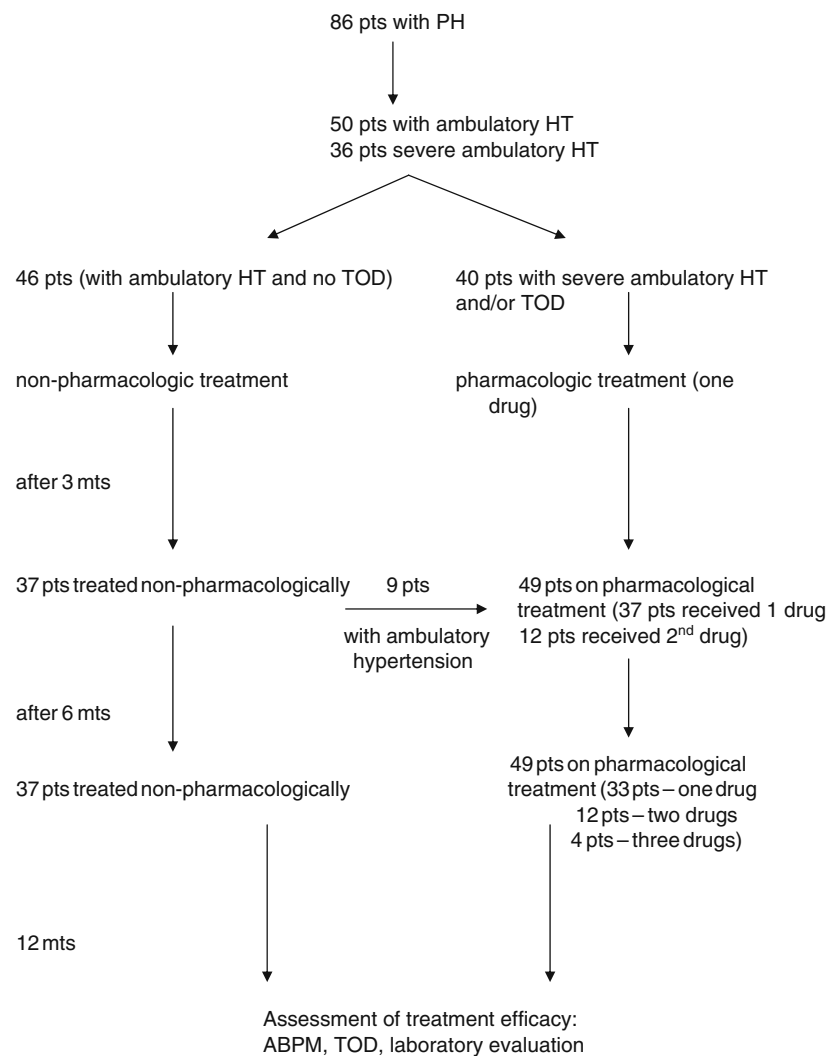 86 pts with PH
50 pts with ambulatory HT
36 pts severe ambulatory HT
46 pts (with ambulatory HT and no TOD)
40 pts with severe ambulatory HT
and/or TOD
non-pharmacologic treatment
pharmacologic treatment (one
drug)
after 3 mts
37 pts treated non-pharmacologically
9 pts
with ambulatory
hypertension
49 pts on pharmacological
treatment (37 pts received 1 drug
12 pts received 2nd drug)
after 6 mts
37 pts treated non-pharmacologically
49 pts on pharmacological
treatment (33 pts – one drug
12 pts – two drugs
4 pts – three drugs)
12 mts
Assessment of treatment efficacy:
ABPM, TOD, laboratory evaluation